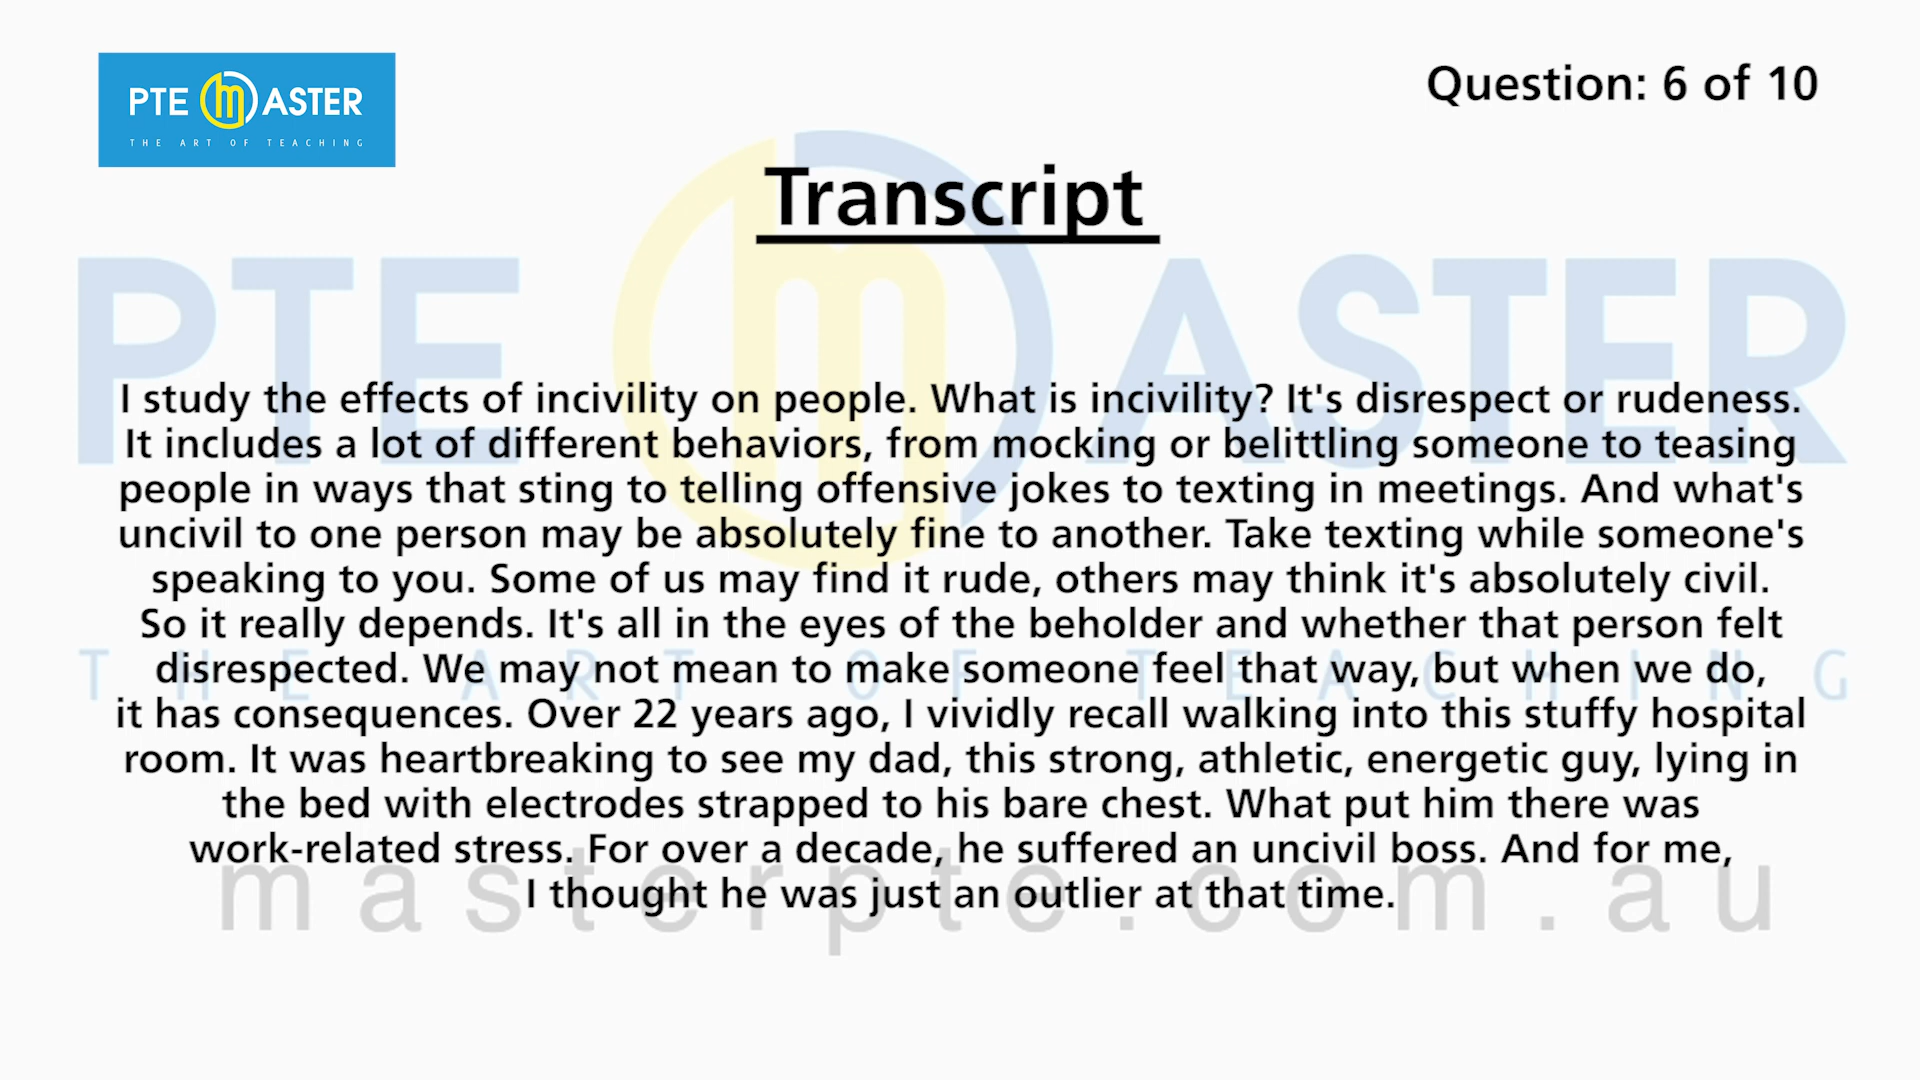 PTE MASTER
THE ART OF TEACHING
Question: 6 of 10
Transcript
I study the effects of incivility on people. What is incivility? It's disrespect or rudeness.
It includes a lot of different behaviors, from mocking or belittling someone to teasing
people in ways that sting to telling offensive jokes to texting in meetings. And what's
uncivil to one person may be absolutely fine to another. Take texting while someone's
speaking to you. Some of us may find it rude, others may think it's absolutely civil.
So it really depends. It's all in the eyes of the beholder and whether that person felt
disrespected. We may not mean to make someone feel that way, but when we do,
it has consequences. Over 22 years ago, I vividly recall walking into this stuffy hospital
room. It was heartbreaking to see my dad, this strong, athletic, energetic guy, lying in
the bed with electrodes strapped to his bare chest. What put him there was
work-related stress. For over a decade, he suffered an uncivil boss. And for me,
I thought he was just an outlier at that time.
PTE MASTER
THE ART OF TEACHING
masterpte.com.au